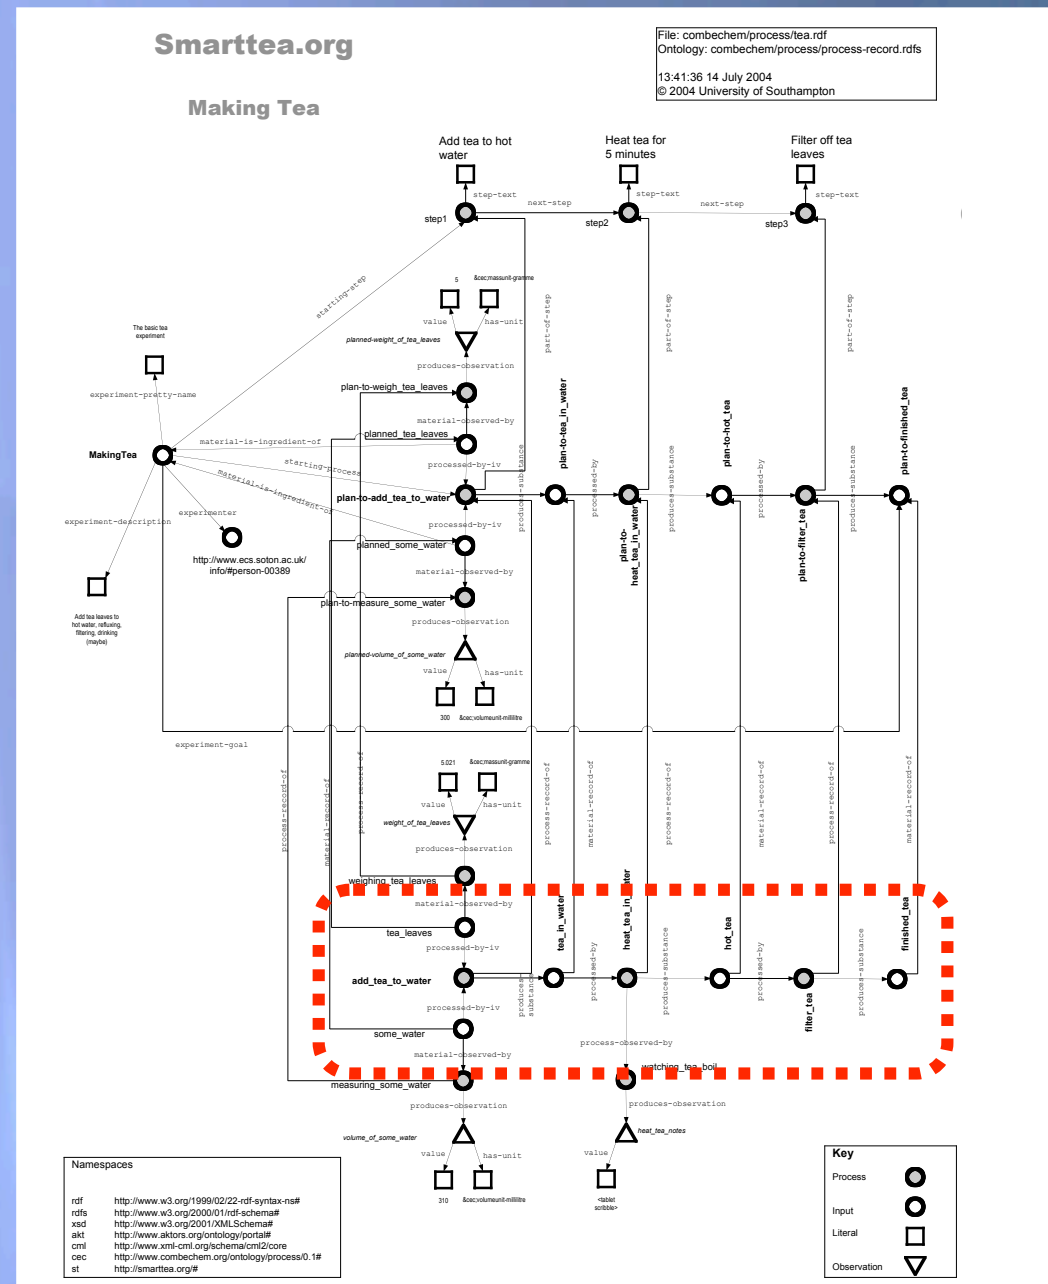 Smarttea.org
Making Tea
File: combechem/process/tea.rdf
Ontology: combechem/process/process-record.rdfs
13:41:36 14 July 2004
© 2004 University of Southampton
Add tea to hot
water
Heat tea for
5 minutes
Filter off tea
leaves
step-text
step-text
step-text
next-step
next-step
step1
step2
step3
starting-step
5
&cec;massunit-gramme
value
has-unit
planned-weight_of_tea_leaves
part-of-step
part-of-step
part-of-step
The basic tea
experiment
produces-observation
experiment-pretty-name
plan-to-weigh_tea_leaves
plan-to-tea_in_water
plan-to-hot_tea
plan-to-finished_tea
material-observed-by
planned_tea_leaves
material-is-ingredient-of
MakingTea
starting-process
processed-by-iv
material-is-ingredient-of
plan-to-add_tea_to_water
produces-substance
processed-by
produces-substance
processed-by
produces-substance
experiment-description
experimenter
processed-by-iv
planned_some_water
plan-to-
heat_tea_in_water
plan-to-filter_tea
http://www.ecs.soton.ac.uk/
info/#person-00389
material-observed-by
plan-to-measure_some_water
Add tea leaves to
hot water, refluxing,
filtering, drinking
(maybe)
produces-observation
planned-volume_of_some_water
value
has-unit
300
&cec;volumeunit-millilitre
experiment-goal
process-record-of
material-record-of
process-record-of
5.021
&cec;massunit-gramme
value
has-unit
weight_of_tea_leaves
process-record-of
material-record-of
process-record-of
material-record-of
process-record-of
material-record-of
produces-observation
weighing_tea_leaves
material-observed-by
tea_leaves
tea_in_water
heat_tea_in_water
hot_tea
finished_tea
processed-by-iv
add_tea_to_water
produces-
substance
processed-by
produces-substance
processed-by
produces-substance
filter_tea
processed-by-iv
some_water
process-observed-by
material-observed-by
watching_tea_boil
measuring_some_water
produces-observation
produces-observation
volume_of_some_water
heat_tea_notes
value
has-unit
value
310
&cec;volumeunit-millilitre
<tablet
scribble>
Namespaces
rdf http://www.w3.org/1999/02/22-rdf-syntax-ns#
rdfs http://www.w3.org/2000/01/rdf-schema#
xsd http://www.w3.org/2001/XMLSchema#
akt http://www.aktors.org/ontology/portal#
cml http://www.xml-cml.org/schema/cml2/core
cec http://www.combechem.org/ontology/process/0.1#
st http://smarttea.org/#
Key
Process
Input
Literal
Observation